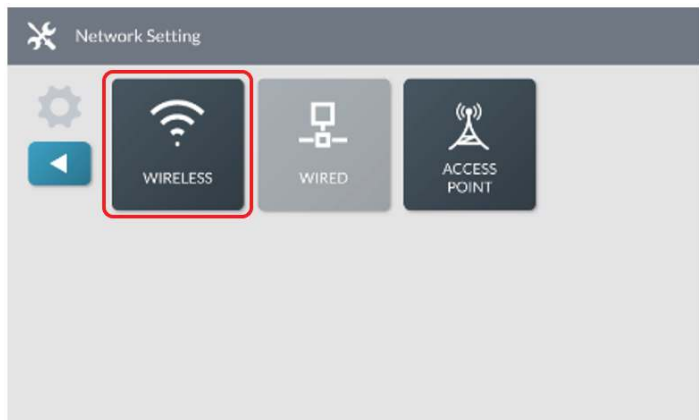 Network Setting
WIRELESS
WIRED
ACCESS
POINT